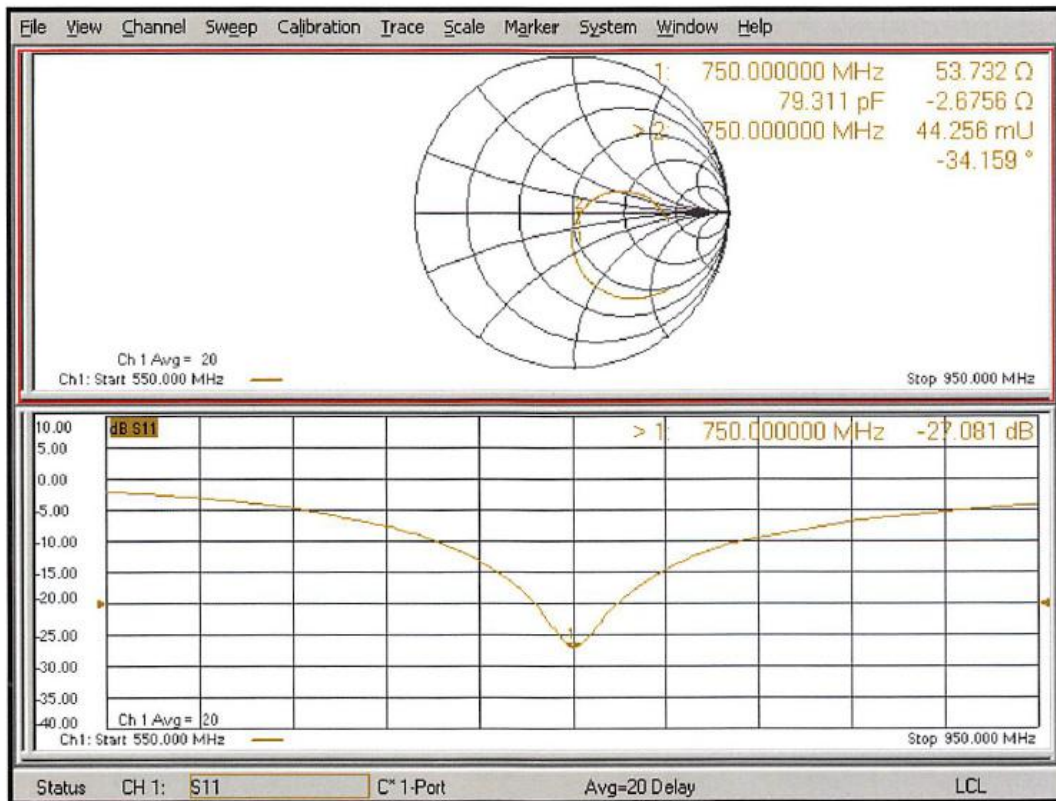 File View Channel Sweep Calibration Trace Scale Marker System Window Help
1: 750.000000 MHz 53.732 Ω
79.311 pF -2.6756 Ω
> 2: 750.000000 MHz 44.256 mU
-34.159 °
Ch 1 Avg = 20
Ch1: Start 550.000 MHz
Stop 950.000 MHz
10.00
dB S11
> 1: 750.000000 MHz -27.081 dB
5.00
0.00
-5.00
-10.00
-15.00
-20.00
-25.00
1
-30.00
-35.00
-40.00
Ch 1 Avg = 20
Ch1: Start 550.000 MHz
Stop 950.000 MHz
Status CH 1: S11 C* 1-Port Avg=20 Delay LCL